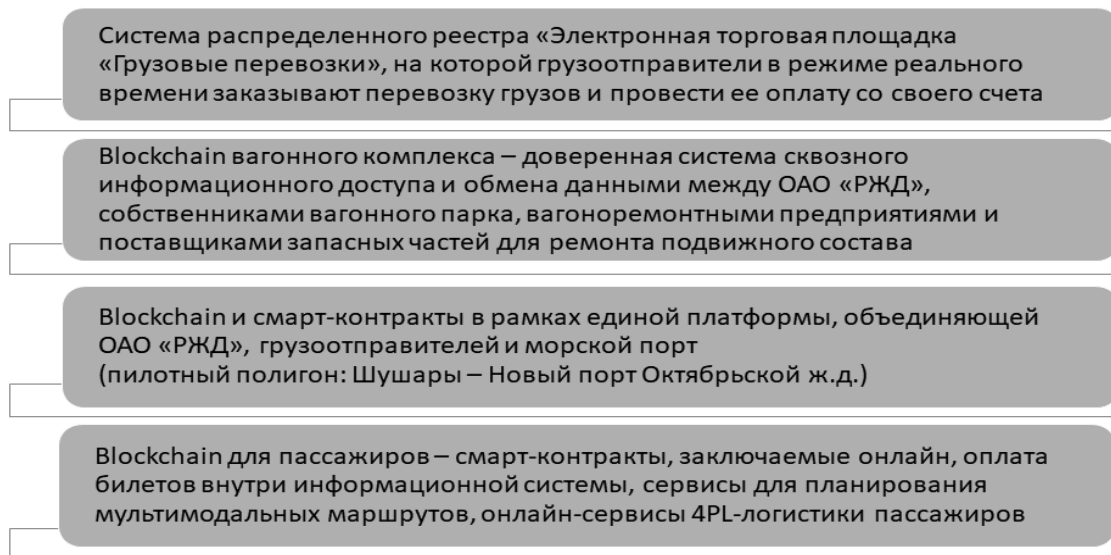 Система распределенного реестра «Электронная торговая площадка
«Грузовые перевозки», на которой грузоотправители в режиме реального
времени заказывают перевозку грузов и провести ее оплату со своего счета
Blockchain вагонного комплекса – доверенная система сквозного
информационного доступа и обмена данными между ОАО «РЖД»,
собственниками вагонного парка, вагоноремонтными предприятиями и
поставщиками запасных частей для ремонта подвижного состава
Blockchain и смарт-контракты в рамках единой платформы, объединяющей
ОАО «РЖД», грузоотправителей и морской порт
(пилотный полигон: Шушары – Новый порт Октябрьской ж.д.)
Blockchain для пассажиров – смарт-контракты, заключаемые онлайн, оплата
билетов внутри информационной системы, сервисы для планирования
мультимодальных маршрутов, онлайн-сервисы 4PL-логистики пассажиров